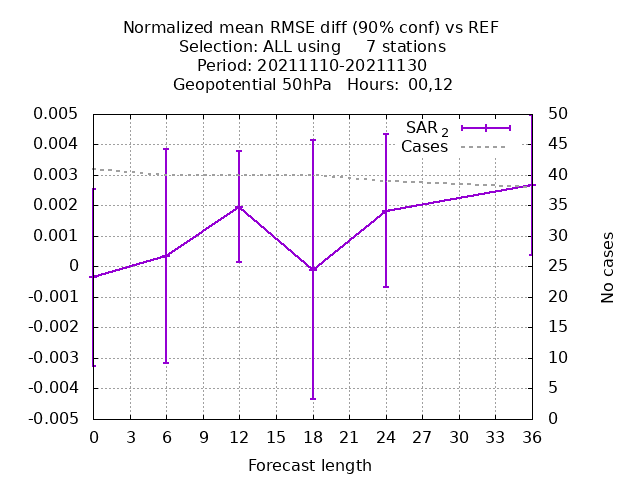 Normalized mean RMSE diff (90% conf) vs REF
Selection: ALL using 7 stations
Period: 20211110-20211130
Geopotential 50hPa Hours: 00,12
SAR 2
Cases
0.005
0.004
0.003
0.002
0.001
0
-0.001
-0.002
-0.003
-0.004
-0.005
50
45
40
35
30
25
20
15
10
5
0
No cases
0 3 6 9 12 15 18 21 24 27 30 33 36
Forecast length